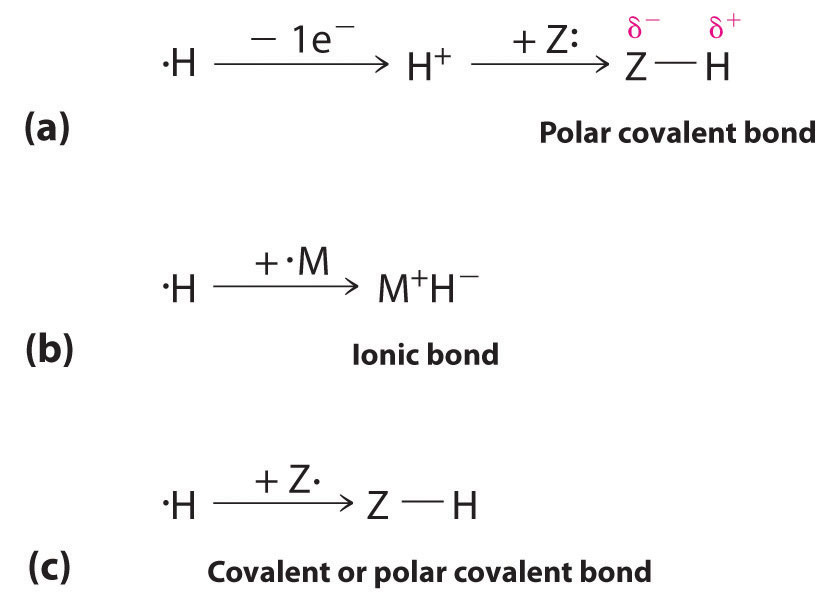 ·H − 1e⁻ H⁺ + Z: δ⁻ δ⁺ Z—H
(a) Polar covalent bond
·H + ·M M⁺H⁻
(b) Ionic bond
·H + Z· Z—H
(c) Covalent or polar covalent bond